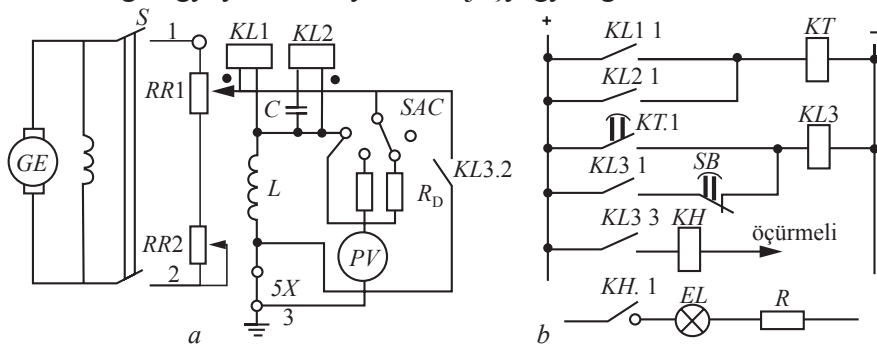 S
1
KL1
KL2
RR1
C
SAC
GE
L
KL3.2
R_D
RR2
PV
2
5X
3
a
+
–
KL1 1
KT
KL2 1
KT.1
KL3
KL3 1
SB
KL3 3
KH
öçürmeli
KH. 1
EL
R
b